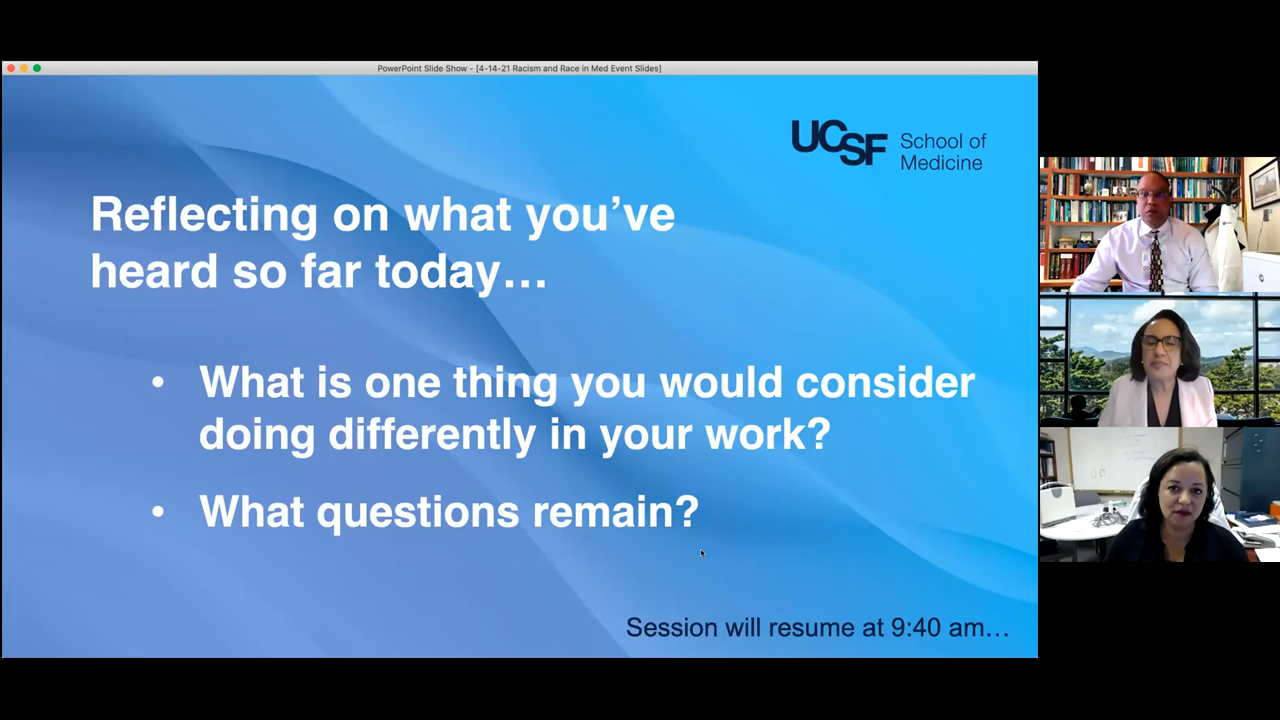 PowerPoint Slide Show - [4-14-21 Racism and Race in Med Event Slides]
UCSF School of
Medicine
Reflecting on what you’ve
heard so far today…
• What is one thing you would consider
doing differently in your work?
• What questions remain?
Session will resume at 9:40 am…